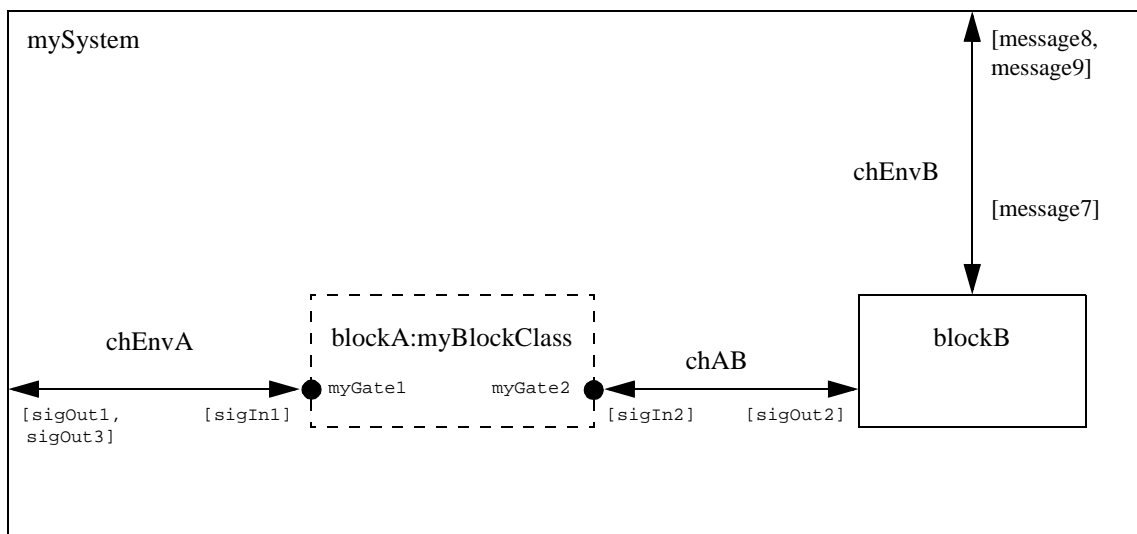 mySystem
[message8,
message9]
chEnvB
[message7]
chEnvA
blockA:myBlockClass
chAB
blockB
myGate1
myGate2
[sigOut1,
sigOut3]
[sigIn1]
[sigIn2]
[sigOut2]